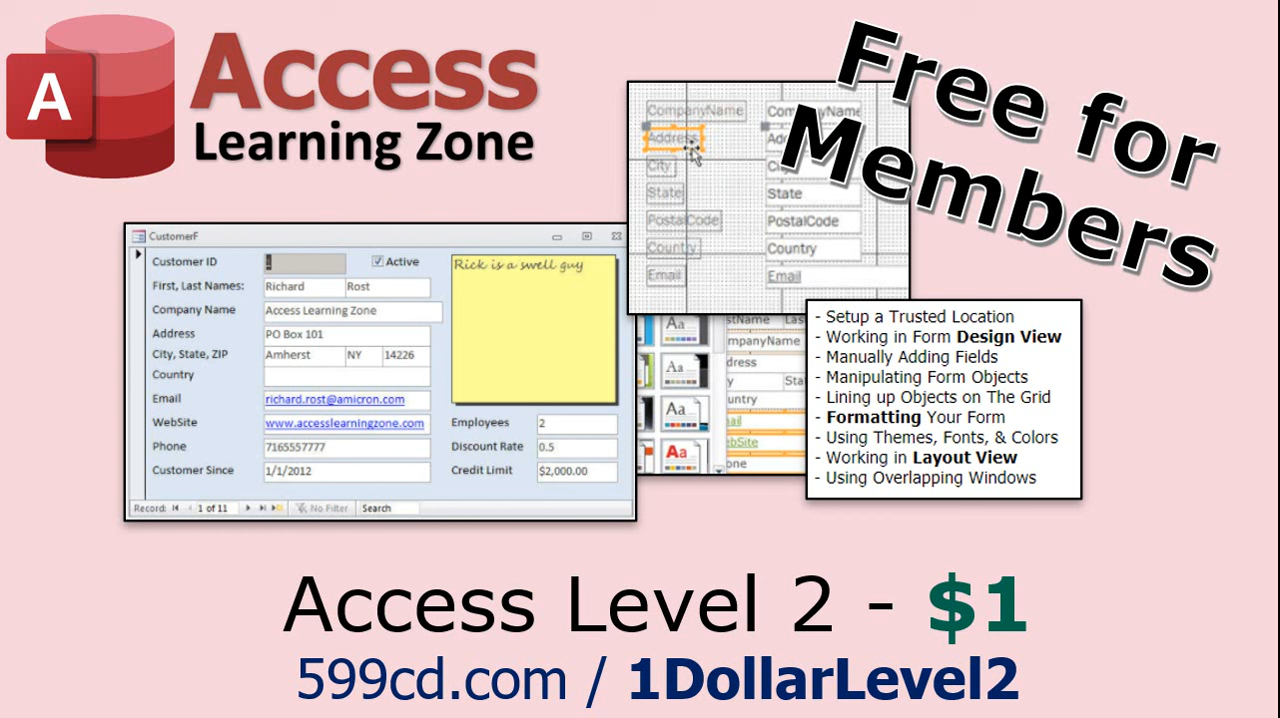 A
Access
Learning Zone
Free for
Members
CompanyName CompanyName
Address
City
State State
PostalCode PostalCode
Country Country
Email Email
CustomerF
Customer ID Active
First, Last Names: Richard Rost
Company Name Access Learning Zone
Address PO Box 101
City, State, ZIP Amherst NY 14226
Country
Email richard.rost@amicron.com
WebSite www.accesslearningzone.com
Phone 7165557777
Customer Since 1/1/2012
Rick is a swell guy
Employees 2
Discount Rate 0.5
Credit Limit $2,000.00
Record: 1 of 11 No Filter Search
Aa
Aa
Aa
Aa
- Setup a Trusted Location
- Working in Form Design View
- Manually Adding Fields
- Manipulating Form Objects
- Lining up Objects on The Grid
- Formatting Your Form
- Using Themes, Fonts, & Colors
- Working in Layout View
- Using Overlapping Windows
Access Level 2 - $1
599cd.com / 1DollarLevel2